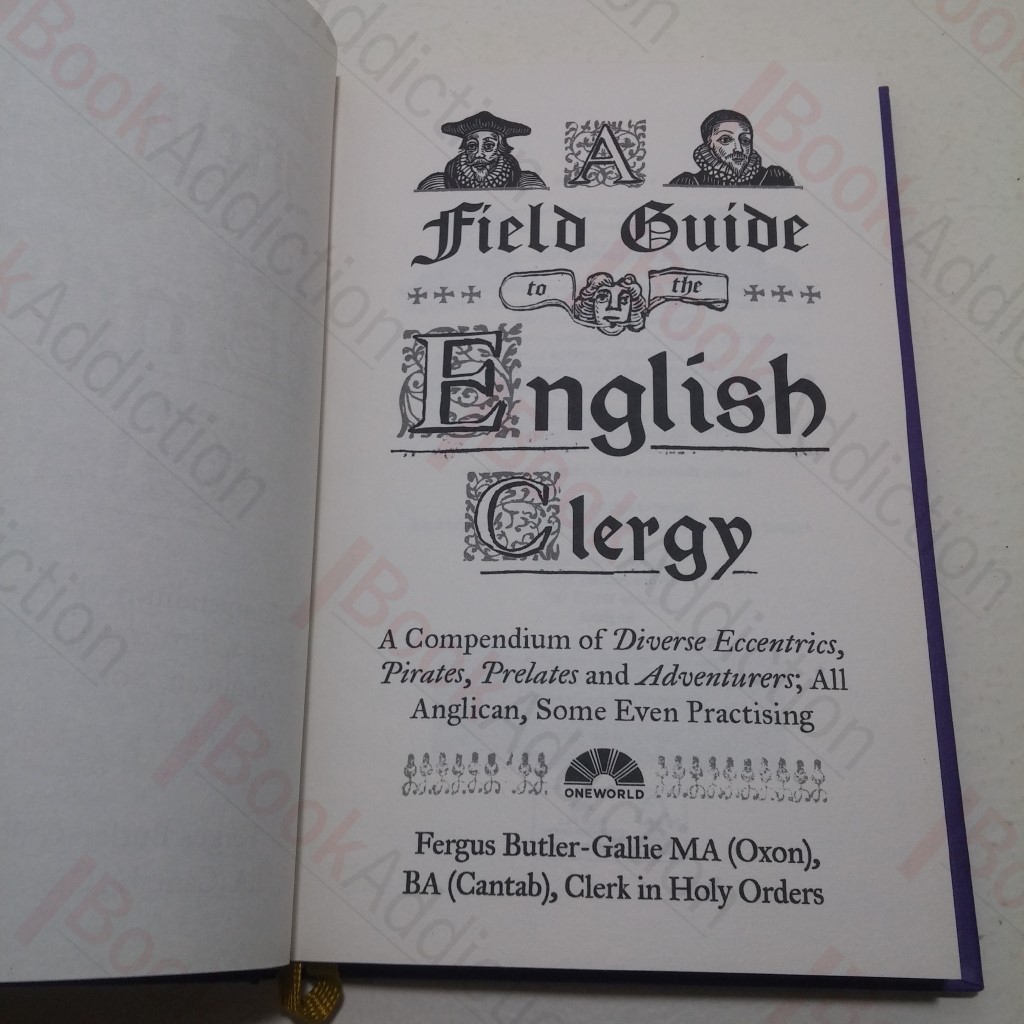 A
Field Guide
to the
English
Clergy
A Compendium of Diverse Eccentrics,
Pirates, Prelates and Adventurers; All
Anglican, Some Even Practising
ONEWORLD
Fergus Butler-Gallie MA (Oxon),
BA (Cantab), Clerk in Holy Orders
BookAddiction